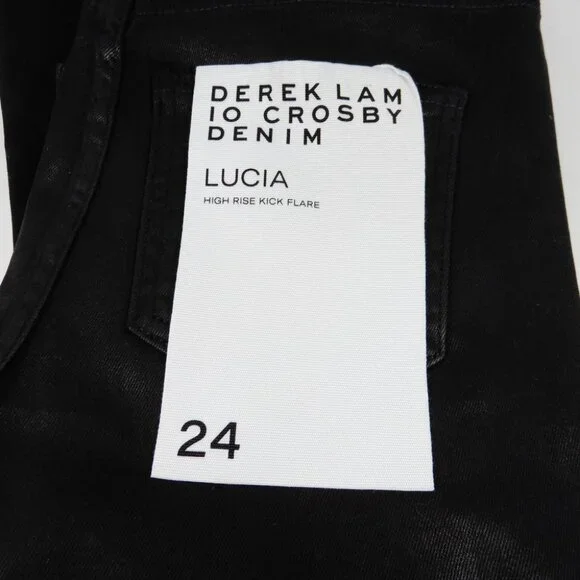 DEREK LAM
10 CROSBY
DENIM
LUCIA
HIGH RISE KICK FLARE
24